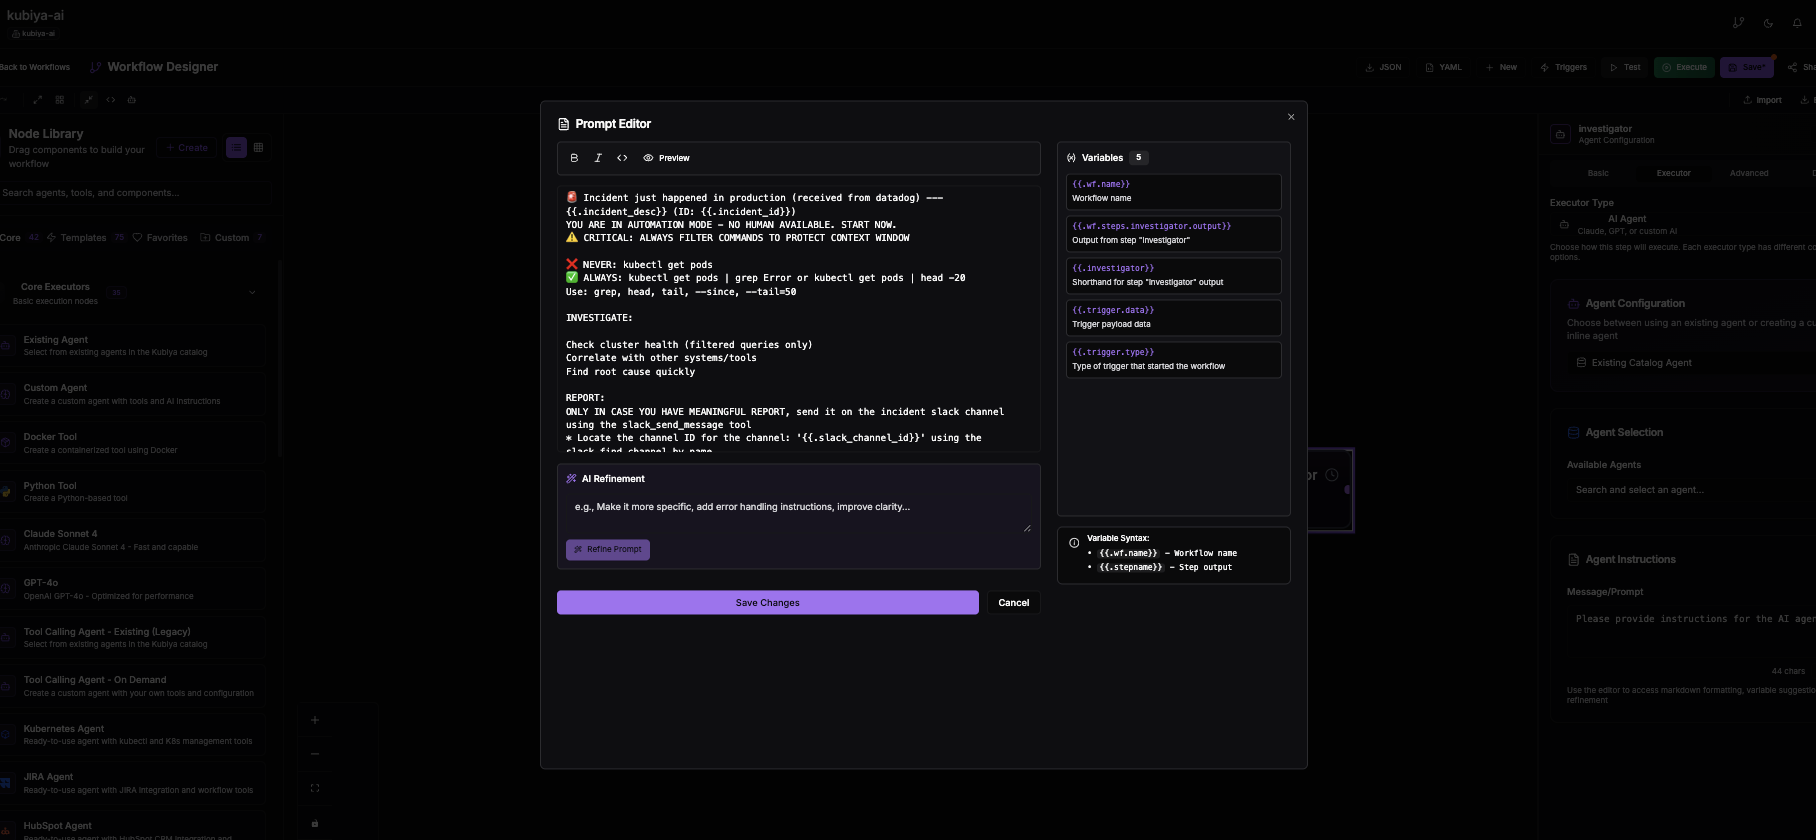 kubiya-ai
kubiya-ai
Back to Workflows
Workflow Designer
JSON
YAML
+ New
Triggers
Test
Execute
Save*
Import
Node Library
Drag components to build your
workflow
+ Create
Search agents, tools, and components...
Core 42
Templates 75
Favorites
Custom 7
Core Executors
Basic execution nodes
Existing Agent
Select from existing agents in the Kubiya catalog
Custom Agent
Create a custom agent with tools and AI instructions
Docker Tool
Create a containerized tool using Docker
Python Tool
Create a Python-based tool
Claude Sonnet 4
Anthropic Claude Sonnet 4 - Fast and capable
GPT-4o
OpenAI GPT-4o - Optimized for performance
Tool Calling Agent - Existing (Legacy)
Select from existing agents in the Kubiya catalog
Tool Calling Agent - On Demand
Create a custom agent with your own tools and configuration
Kubernetes Agent
Ready-to-use agent with kubectl and K8s management tools
JIRA Agent
Ready-to-use agent with JIRA integration and workflow tools
HubSpot Agent
Ready-to-use agent with HubSpot CRM integration and
Prompt Editor
B I <> Preview
🚨 Incident just happened in production (received from datadog) ---
{{.incident_desc}} (ID: {{.incident_id}})
YOU ARE IN AUTOMATION MODE - NO HUMAN AVAILABLE. START NOW.
⚠️ CRITICAL: ALWAYS FILTER COMMANDS TO PROTECT CONTEXT WINDOW
❌ NEVER: kubectl get pods
✅ ALWAYS: kubectl get pods | grep Error or kubectl get pods | head -20
Use: grep, head, tail, --since, --tail=50
INVESTIGATE:
Check cluster health (filtered queries only)
Correlate with other systems/tools
Find root cause quickly
REPORT:
ONLY IN CASE YOU HAVE MEANINGFUL REPORT, send it on the incident slack channel
using the slack_send_message tool
* Locate the channel ID for the channel: '{{.slack_channel_id}}' using the
slack_find_channel_by_name
AI Refinement
e.g., Make it more specific, add error handling instructions, improve clarity...
Refine Prompt
Save Changes
Cancel
Variables 5
{{.wf.name}}
Workflow name
{{.wf.steps.investigator.output}}
Output from step "investigator"
{{.investigator}}
Shorthand for step "investigator" output
{{.trigger.data}}
Trigger payload data
{{.trigger.type}}
Type of trigger that started the workflow
Variable Syntax:
• {{.wf.name}} - Workflow name
• {{.stepname}} - Step output
or
investigator
Agent Configuration
Basic
Executor
Advanced
Executor Type
AI Agent
Claude, GPT, or custom AI
Choose how this step will execute. Each executor type has different
options.
Agent Configuration
Choose between using an existing agent or creating a
inline agent
Existing Catalog Agent
Agent Selection
Available Agents
Search and select an agent...
Agent Instructions
Message/Prompt
Please provide instructions for the AI
44 chars
Use the editor to access markdown formatting, variable
refinement